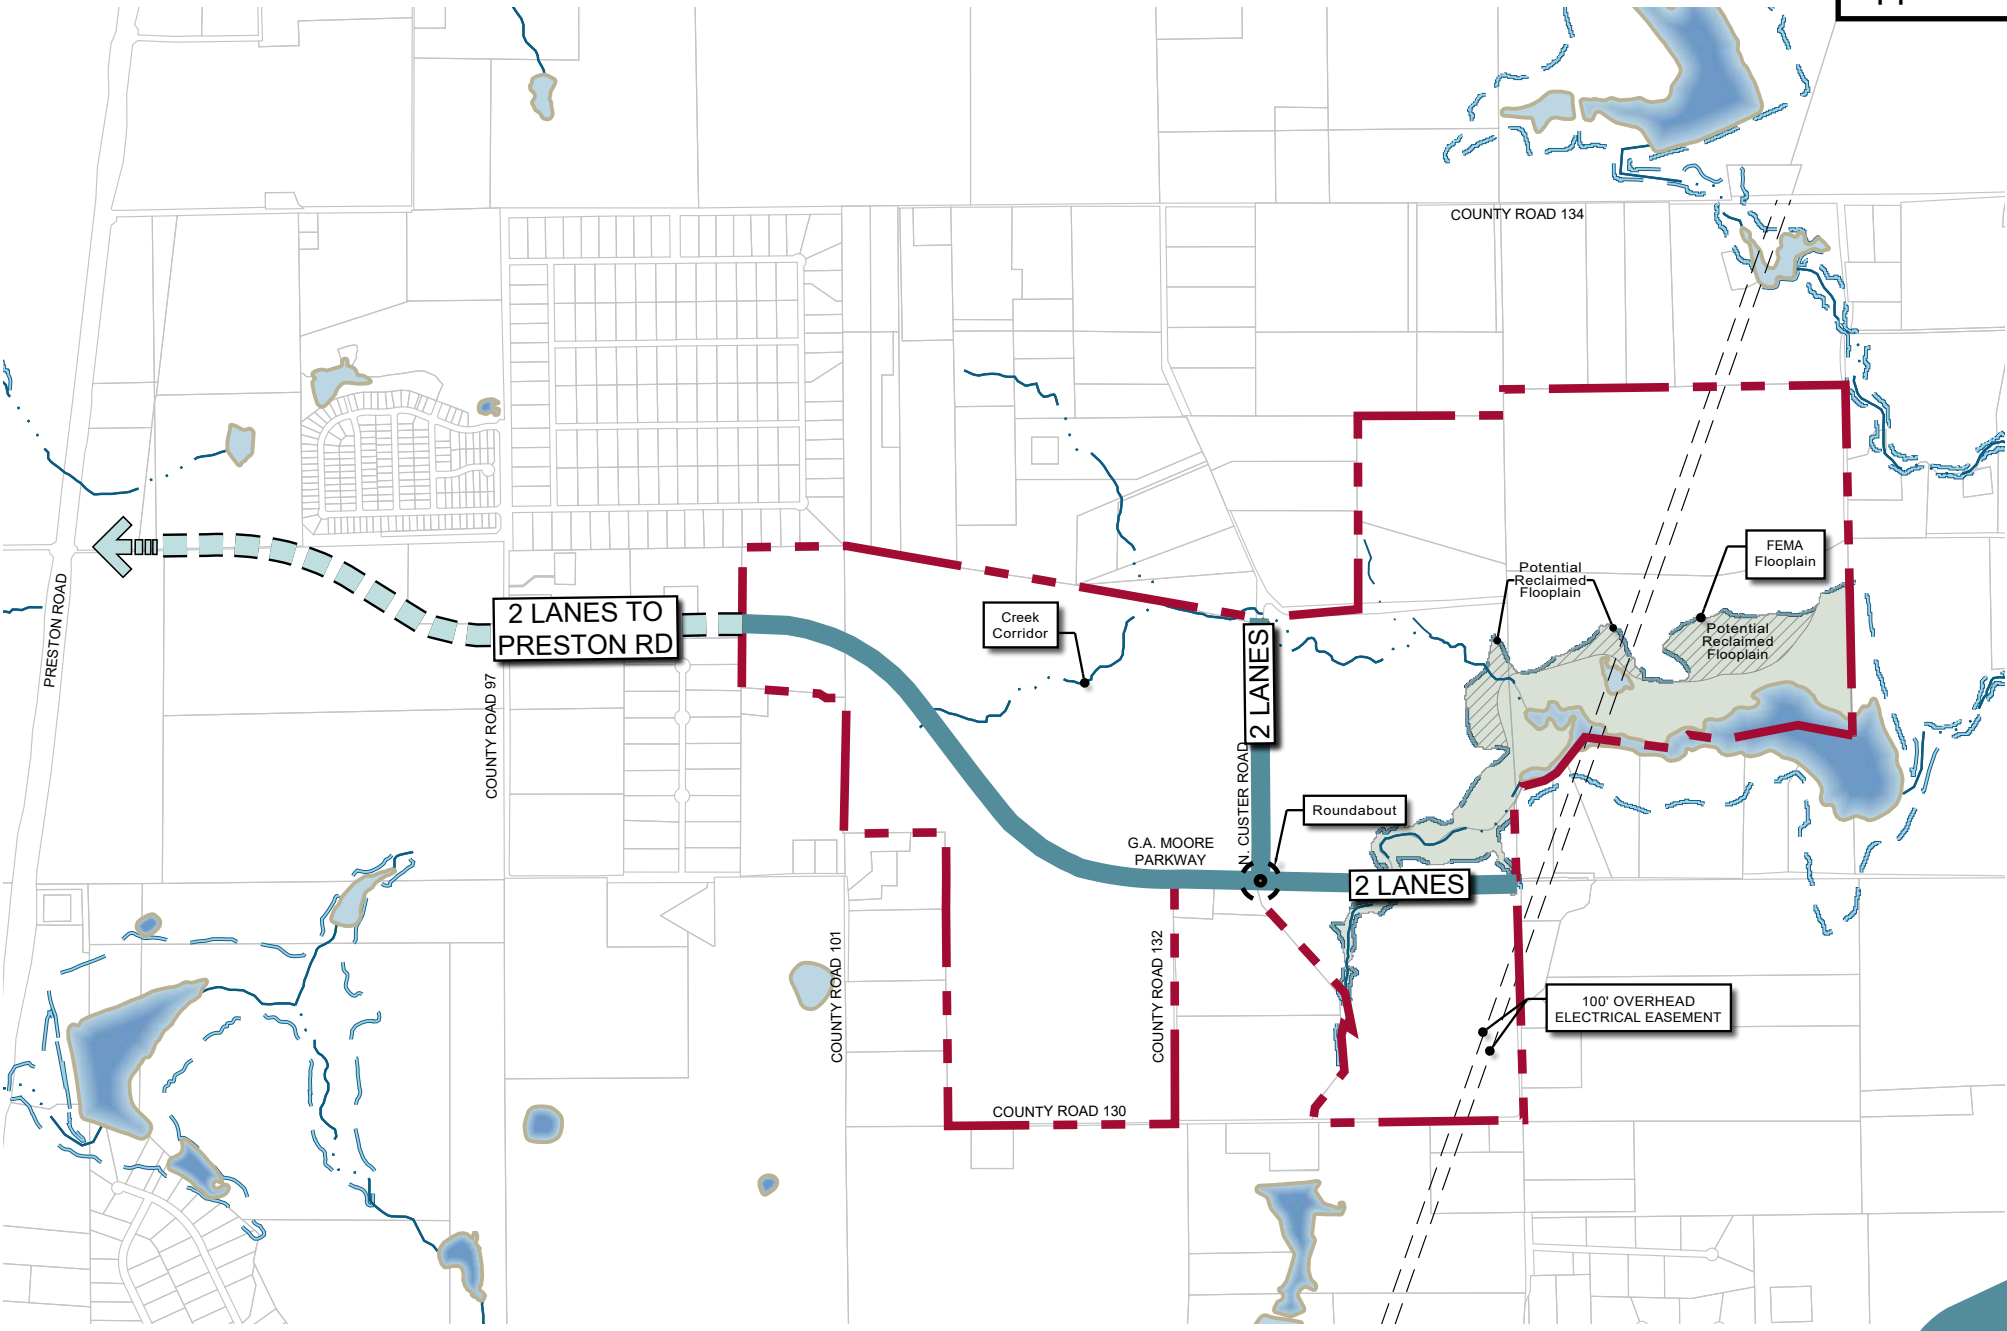 COUNTY ROAD 134
FEMA
Flooplain
Potential
Reclaimed
Flooplain
Potential
Reclaimed
Flooplain
2 LANES TO
PRESTON RD
Creek
Corridor
PRESTON ROAD
COUNTY ROAD 97
2 LANES
N. CUSTER ROAD
Roundabout
G.A. MOORE
PARKWAY
2 LANES
COUNTY ROAD 101
COUNTY ROAD 132
100' OVERHEAD
ELECTRICAL EASEMENT
COUNTY ROAD 130